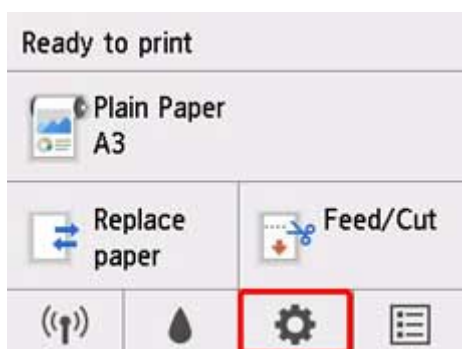 Ready to print
Plain Paper
A3
Replace
paper
Feed/Cut